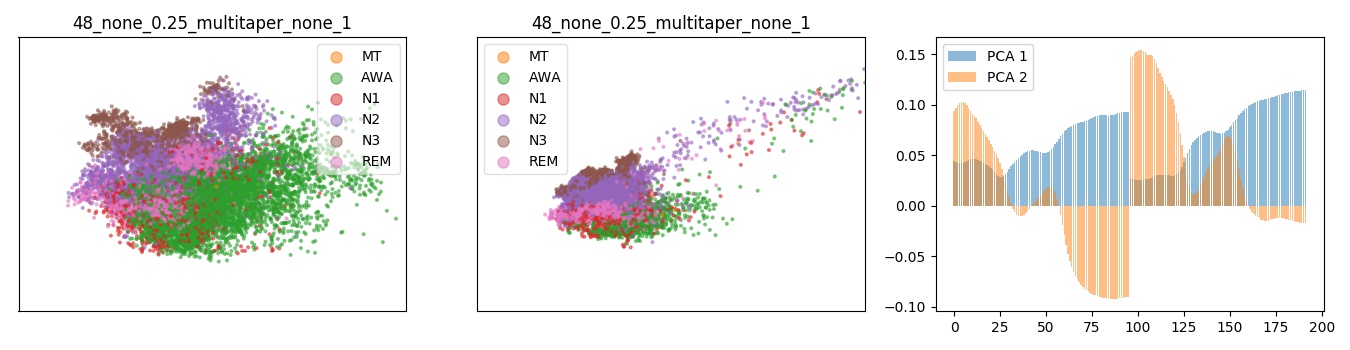 48_none_0.25_multitaper_none_1
MT
AWA
N1
N2
N3
REM
48_none_0.25_multitaper_none_1
MT
AWA
N1
N2
N3
REM
PCA 1
PCA 2
0.15
0.10
0.05
0.00
−0.05
−0.10
0 25 50 75 100 125 150 175 200